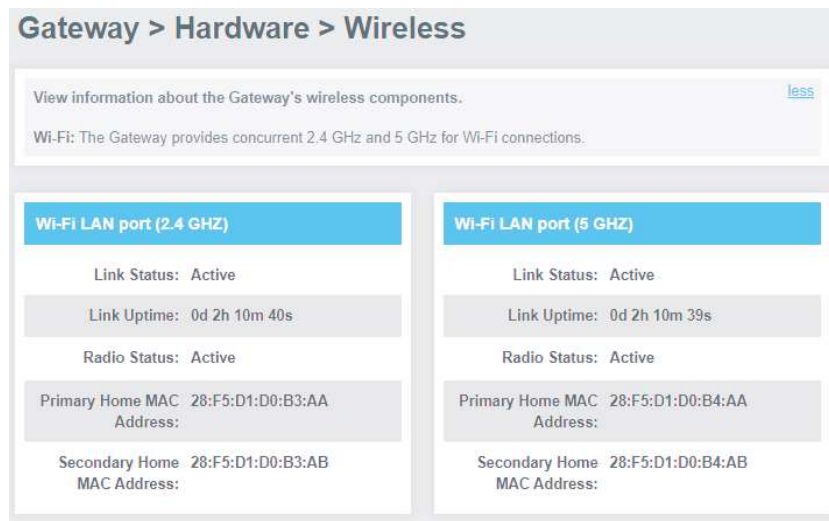 Gateway > Hardware > Wireless
View information about the Gateway's wireless components.
less
Wi-Fi: The Gateway provides concurrent 2.4 GHz and 5 GHz for Wi-Fi connections.
Wi-Fi LAN port (2.4 GHZ)
Link Status: Active
Link Uptime: 0d 2h 10m 40s
Radio Status: Active
Primary Home MAC 28:F5:D1:D0:B3:AA
Address:
Secondary Home 28:F5:D1:D0:B3:AB
MAC Address:
Wi-Fi LAN port (5 GHZ)
Link Status: Active
Link Uptime: 0d 2h 10m 39s
Radio Status: Active
Primary Home MAC 28:F5:D1:D0:B4:AA
Address:
Secondary Home 28:F5:D1:D0:B4:AB
MAC Address: